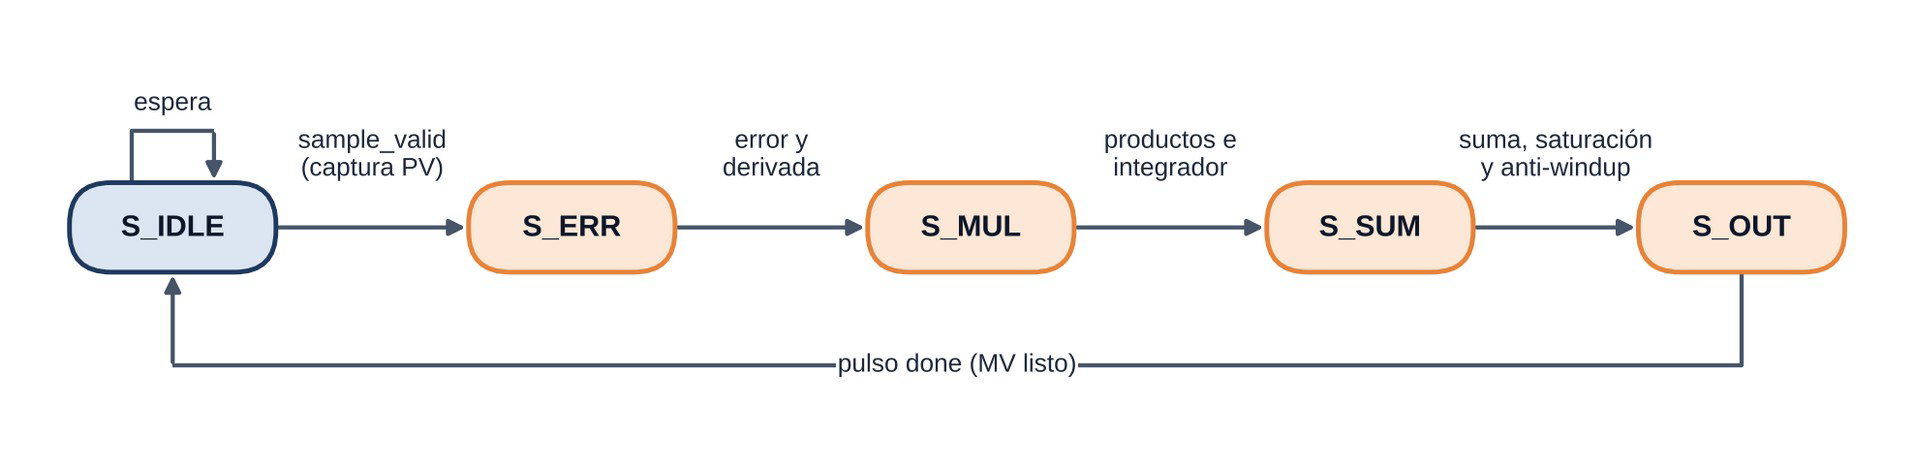 espera
sample_valid
(captura PV)
error y
derivada
productos e
integrador
suma, saturación
y anti-windup
S_IDLE
S_ERR
S_MUL
S_SUM
S_OUT
pulso done (MV listo)